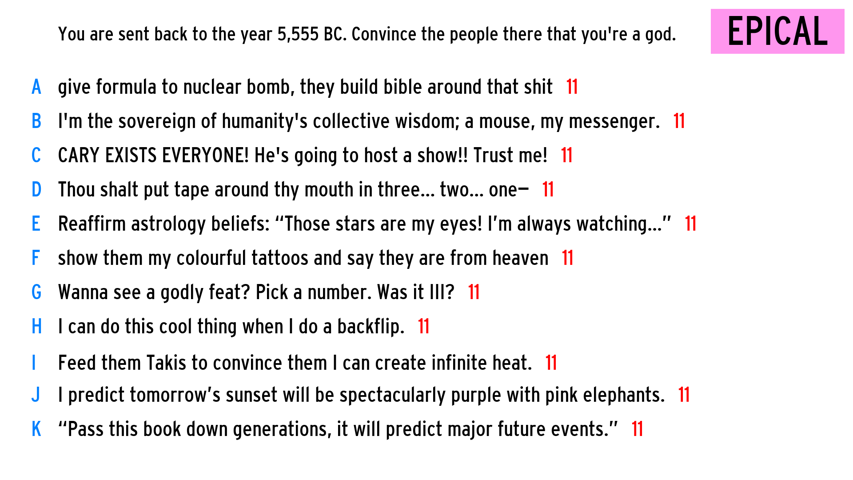 You are sent back to the year 5,555 BC. Convince the people there that you're a god.
EPICAL
A give formula to nuclear bomb, they build bible around that shit 11
B I'm the sovereign of humanity's collective wisdom; a mouse, my messenger. 11
C CARY EXISTS EVERYONE! He's going to host a show!! Trust me! 11
D Thou shalt put tape around thy mouth in three... two... one– 11
E Reaffirm astrology beliefs: “Those stars are my eyes! I’m always watching...” 11
F show them my colourful tattoos and say they are from heaven 11
G Wanna see a godly feat? Pick a number. Was it III? 11
H I can do this cool thing when I do a backflip. 11
I Feed them Takis to convince them I can create infinite heat. 11
J I predict tomorrow’s sunset will be spectacularly purple with pink elephants. 11
K “Pass this book down generations, it will predict major future events.” 11